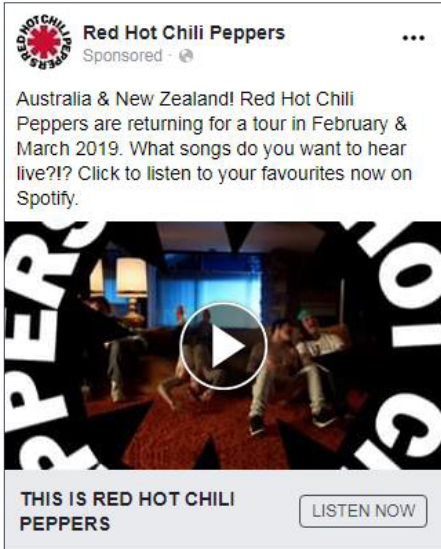 RED HOT CHILI PEPPERS
Red Hot Chili Peppers
Sponsored ·
Australia & New Zealand! Red Hot Chili
Peppers are returning for a tour in February &
March 2019. What songs do you want to hear
live?!? Click to listen to your favourites now on
Spotify.
PEPPERS
HOT
THIS IS RED HOT CHILI
PEPPERS
LISTEN NOW